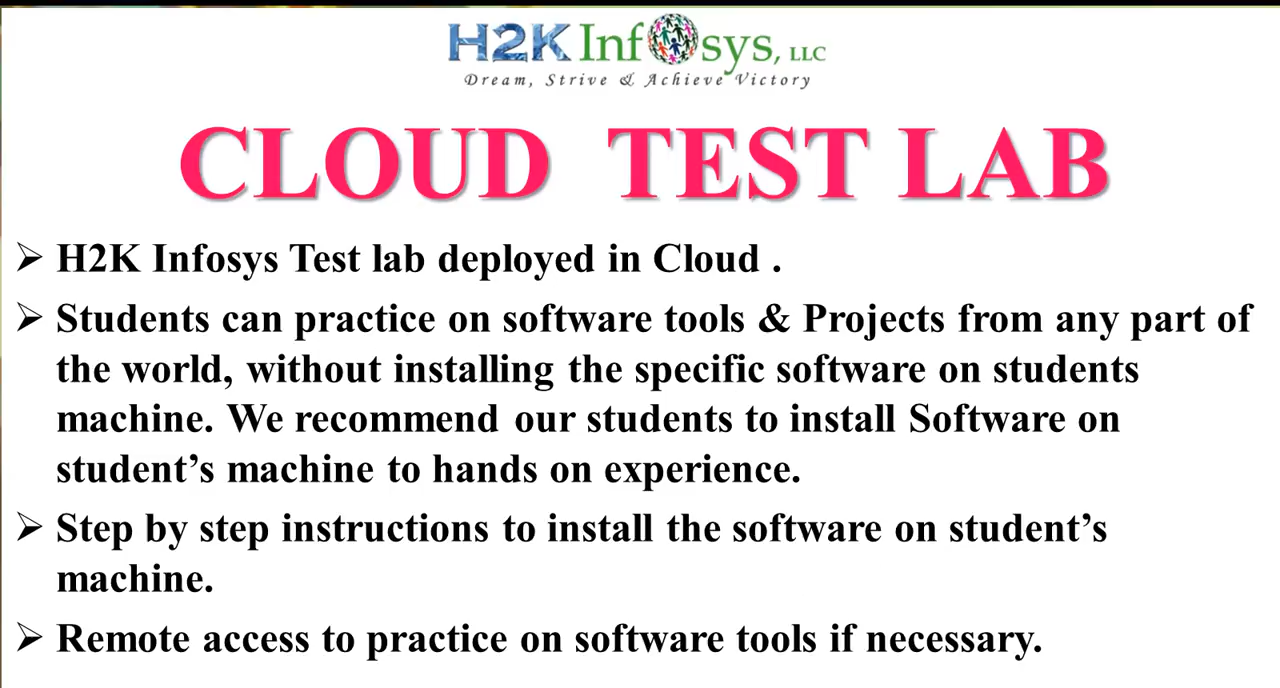 H2K Infosys, LLC
Dream, Strive & Achieve Victory
CLOUD TEST LAB
➢ H2K Infosys Test lab deployed in Cloud .
➢ Students can practice on software tools & Projects from any part of
the world, without installing the specific software on students
machine. We recommend our students to install Software on
student’s machine to hands on experience.
➢ Step by step instructions to install the software on student’s
machine.
➢ Remote access to practice on software tools if necessary.